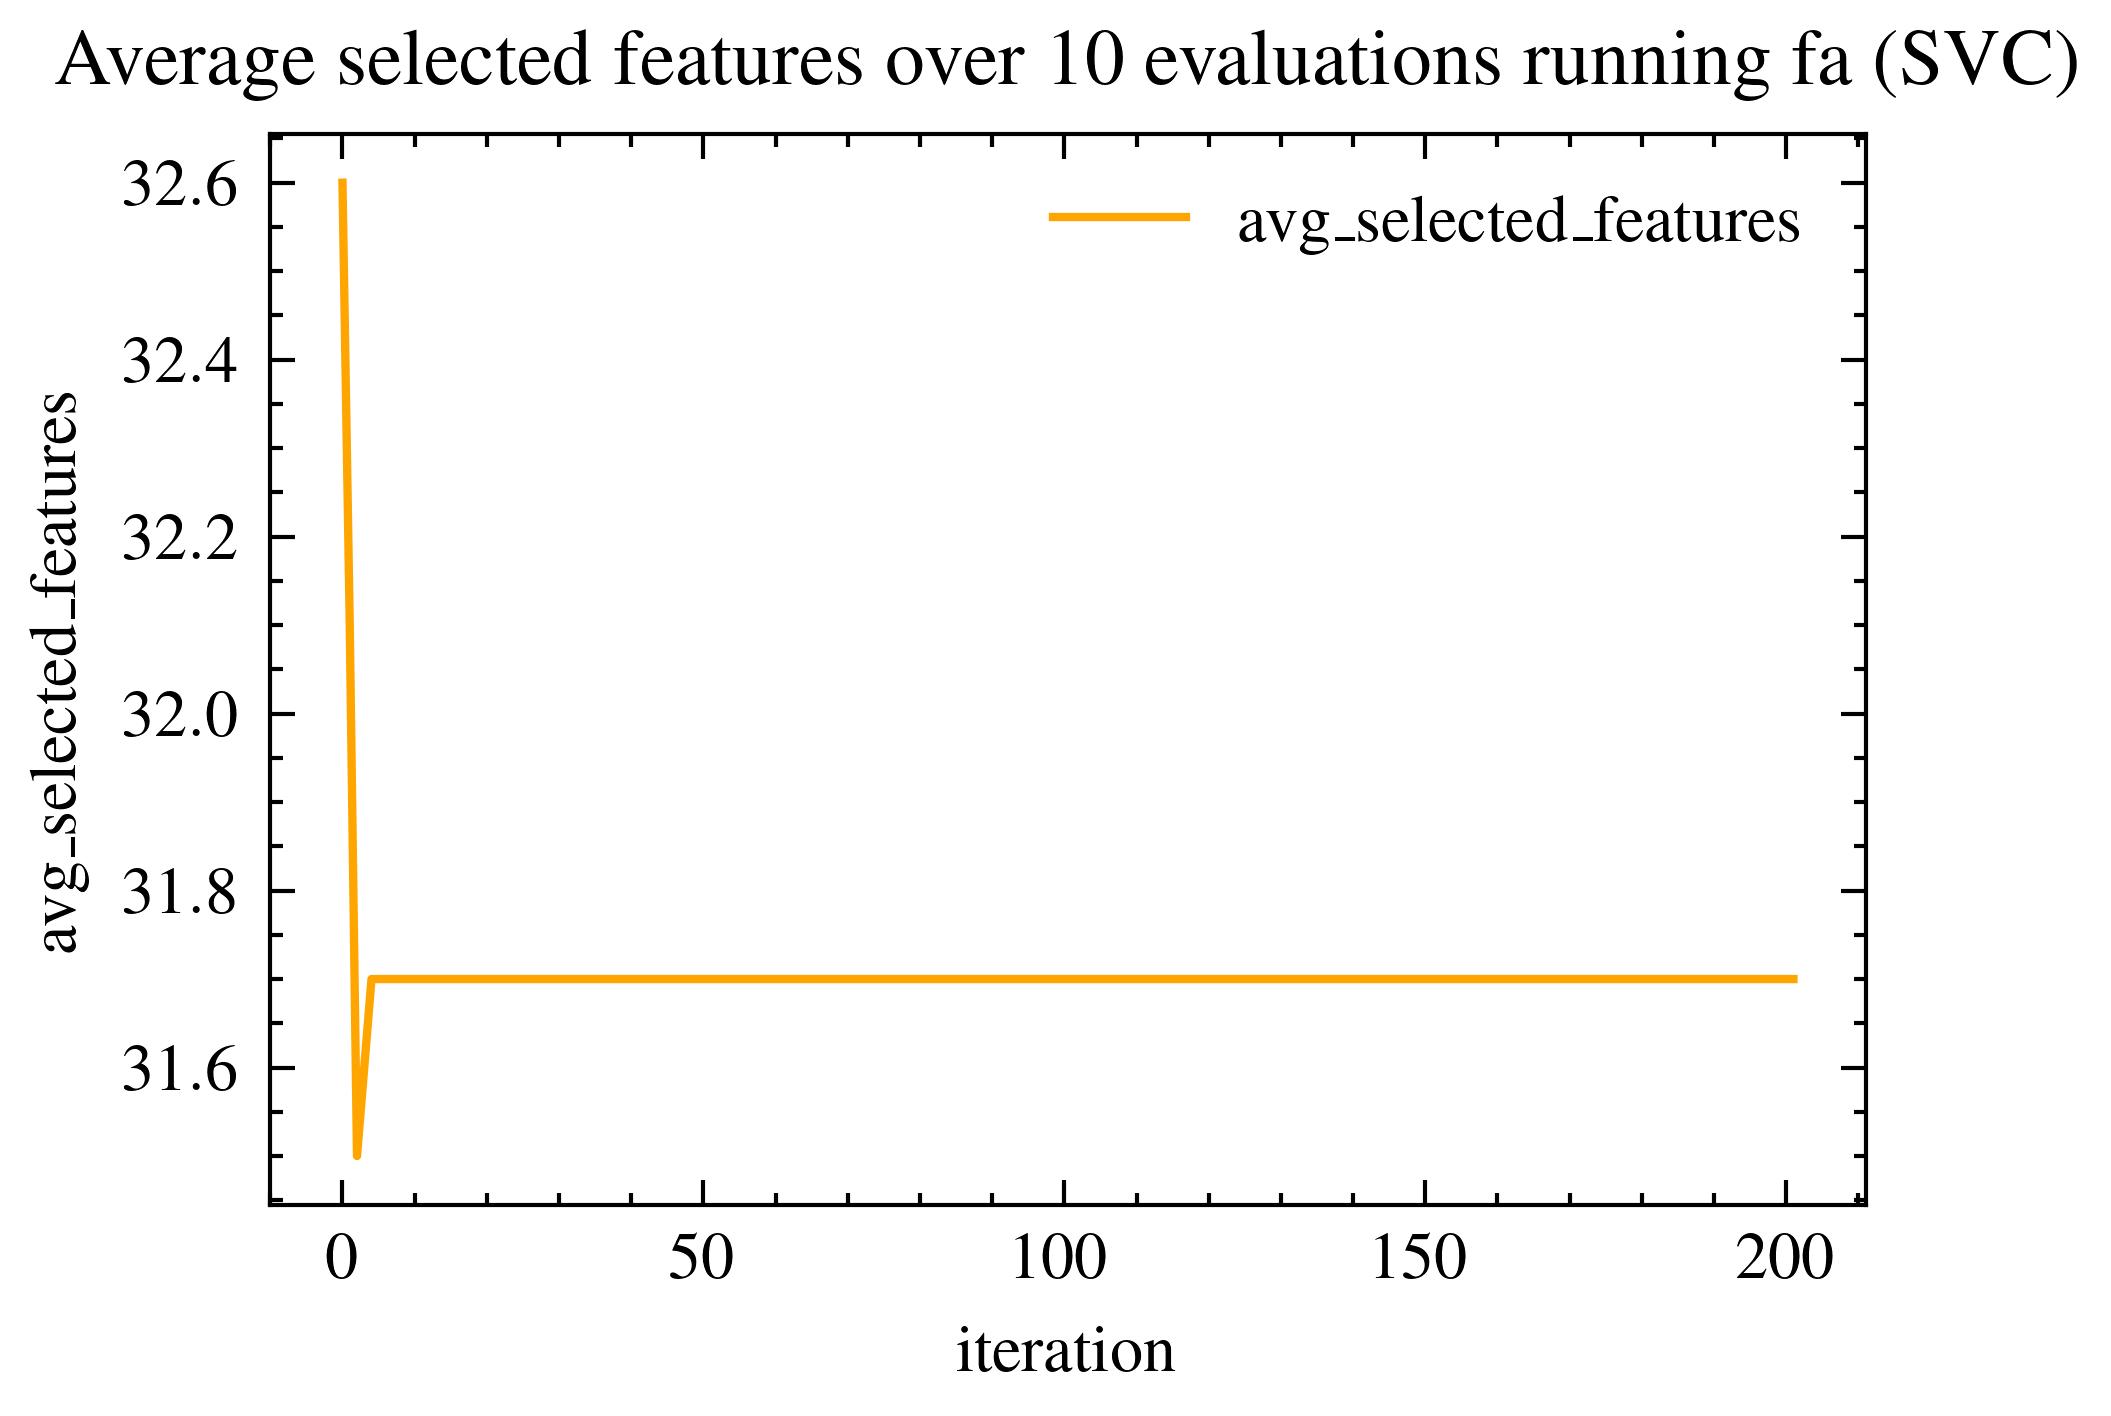 Average selected features over 10 evaluations running fa (SVC)
avg_selected_features
32.6
32.4
32.2
32.0
31.8
31.6
avg_selected_features
0 50 100 150 200
iteration